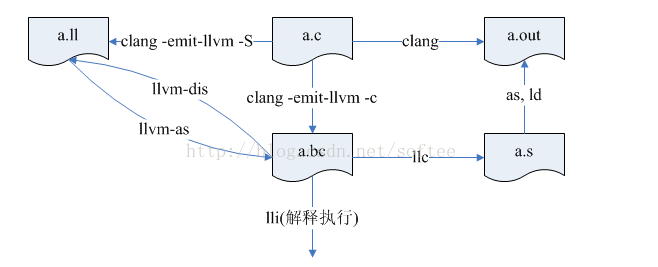 a.ll
clang -emit-llvm -S
a.c
clang
a.out
llvm-dis
clang -emit-llvm -c
as, ld
llvm-as
a.bc
llc
a.s
http://blog.csdn.net/softee
lli(解释执行)